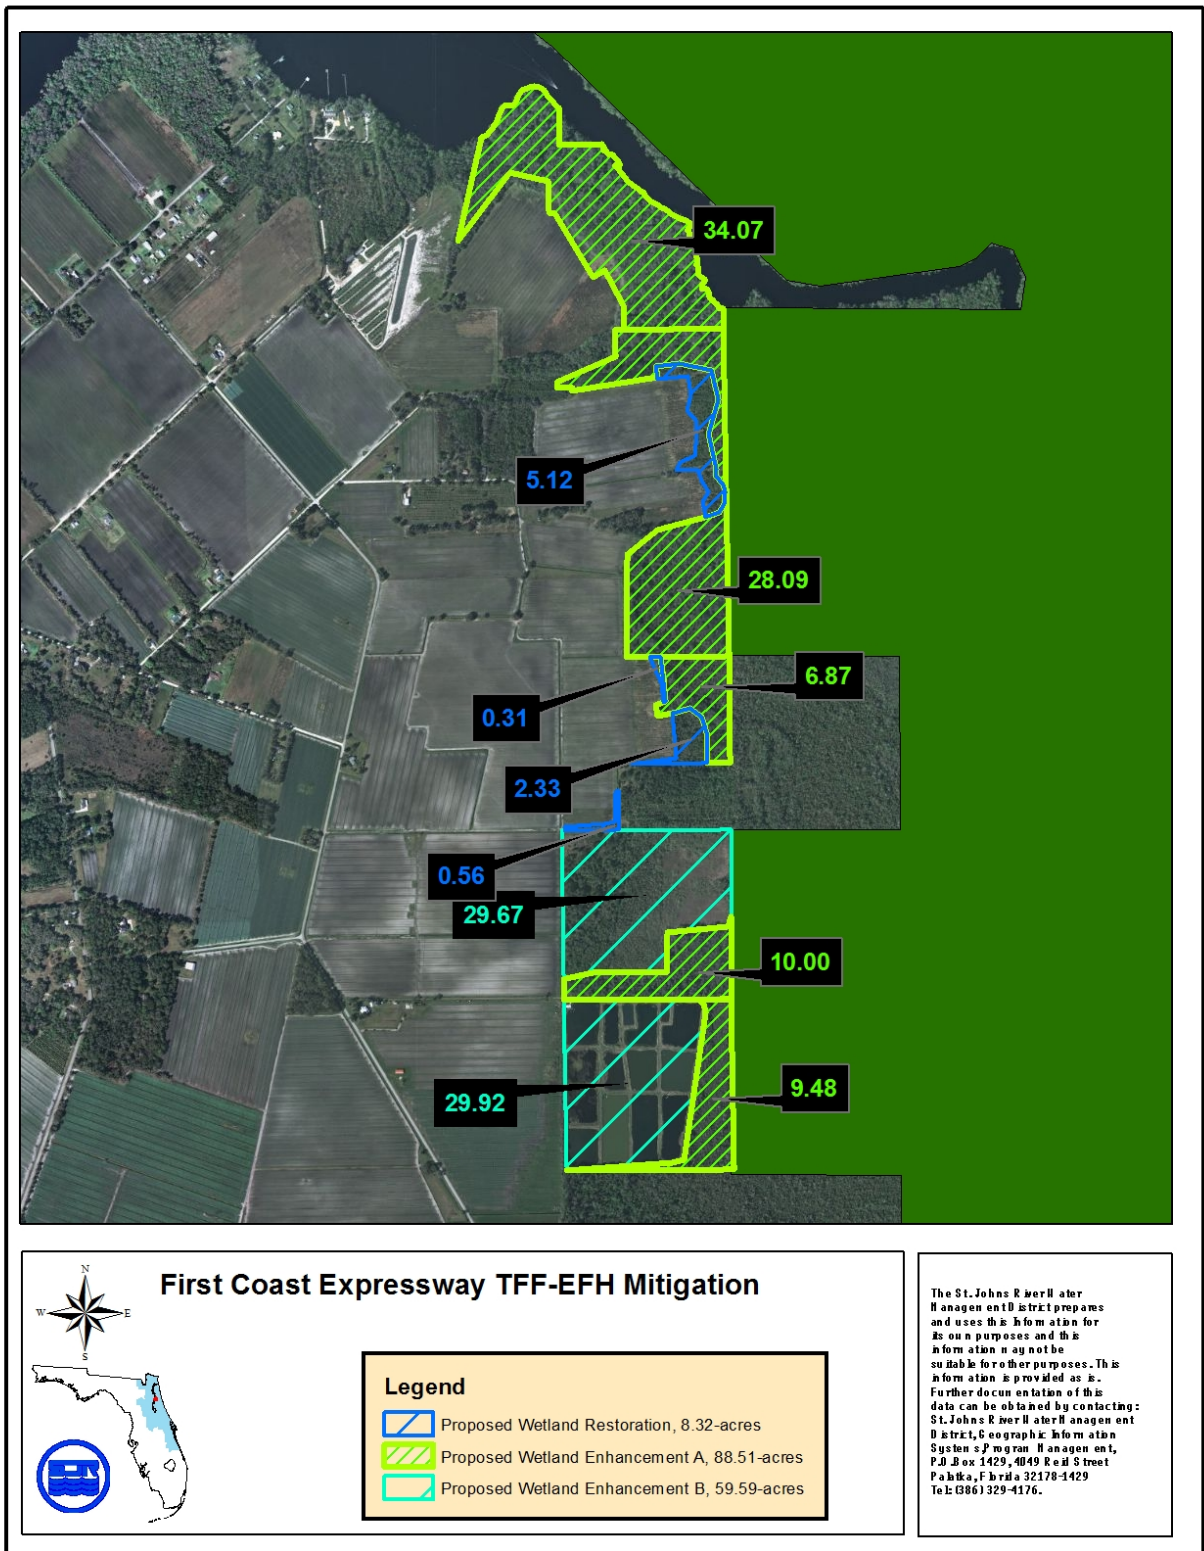 34.07
5.12
28.09
6.87
0.31
2.33
0.56
29.67
10.00
29.92
9.48
First Coast Expressway TFF-EFH Mitigation
N
W
E
S
Legend
Proposed Wetland Restoration, 8.32-acres
Proposed Wetland Enhancement A, 88.51-acres
Proposed Wetland Enhancement B, 59.59-acres
The St. Johns River Water
Management District prepares
and uses this information for
its own purposes and this
information may not be
suitable for other purposes. This
information is provided as is.
Further documentation of this
data can be obtained by contacting:
St. Johns River Water Management
District, Geographic Information
Systems, Program Management,
P.O. Box 1429, 4049 Reid Street
Palatka, Florida 32178-1429
Tel: (386) 329-4176.